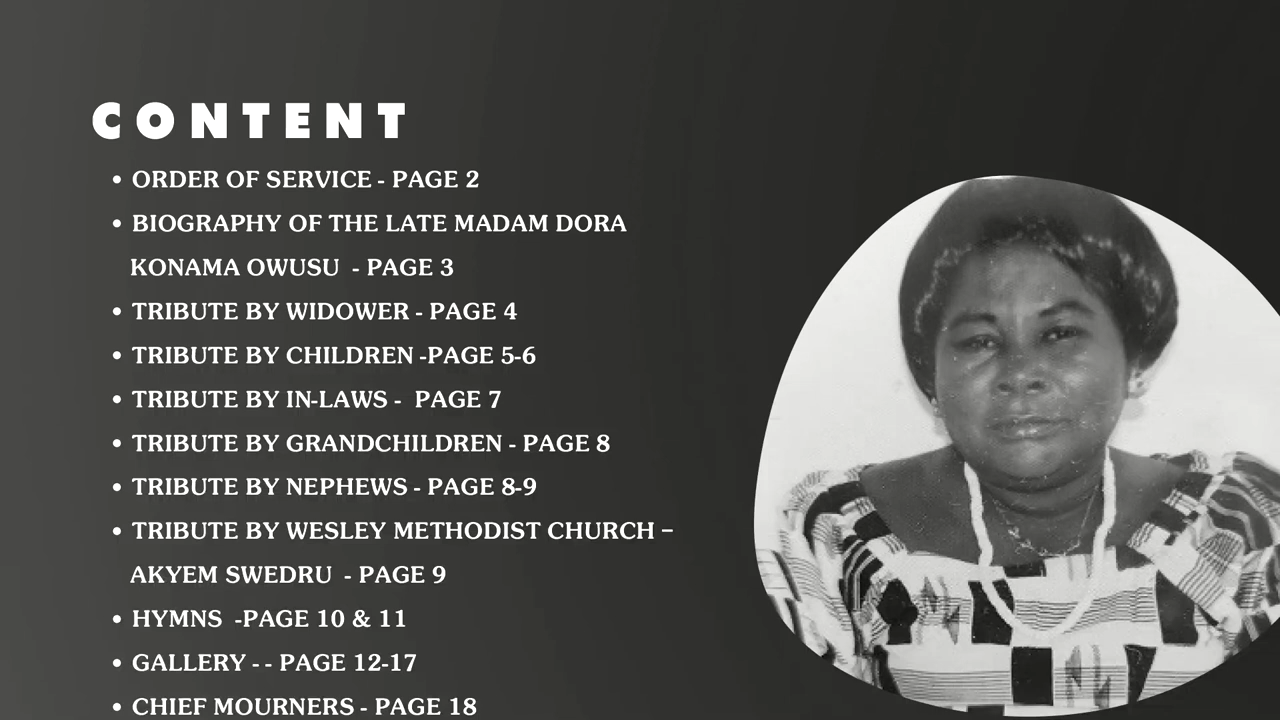 CONTENT
• ORDER OF SERVICE - PAGE 2
• BIOGRAPHY OF THE LATE MADAM DORA
KONAMA OWUSU  - PAGE 3
• TRIBUTE BY WIDOWER - PAGE 4
• TRIBUTE BY CHILDREN -PAGE 5-6
• TRIBUTE BY IN-LAWS -  PAGE 7
• TRIBUTE BY GRANDCHILDREN - PAGE 8
• TRIBUTE BY NEPHEWS - PAGE 8-9
• TRIBUTE BY WESLEY METHODIST CHURCH –
AKYEM SWEDRU  - PAGE 9
• HYMNS  -PAGE 10 & 11
• GALLERY - - PAGE 12-17
• CHIEF MOURNERS - PAGE 18